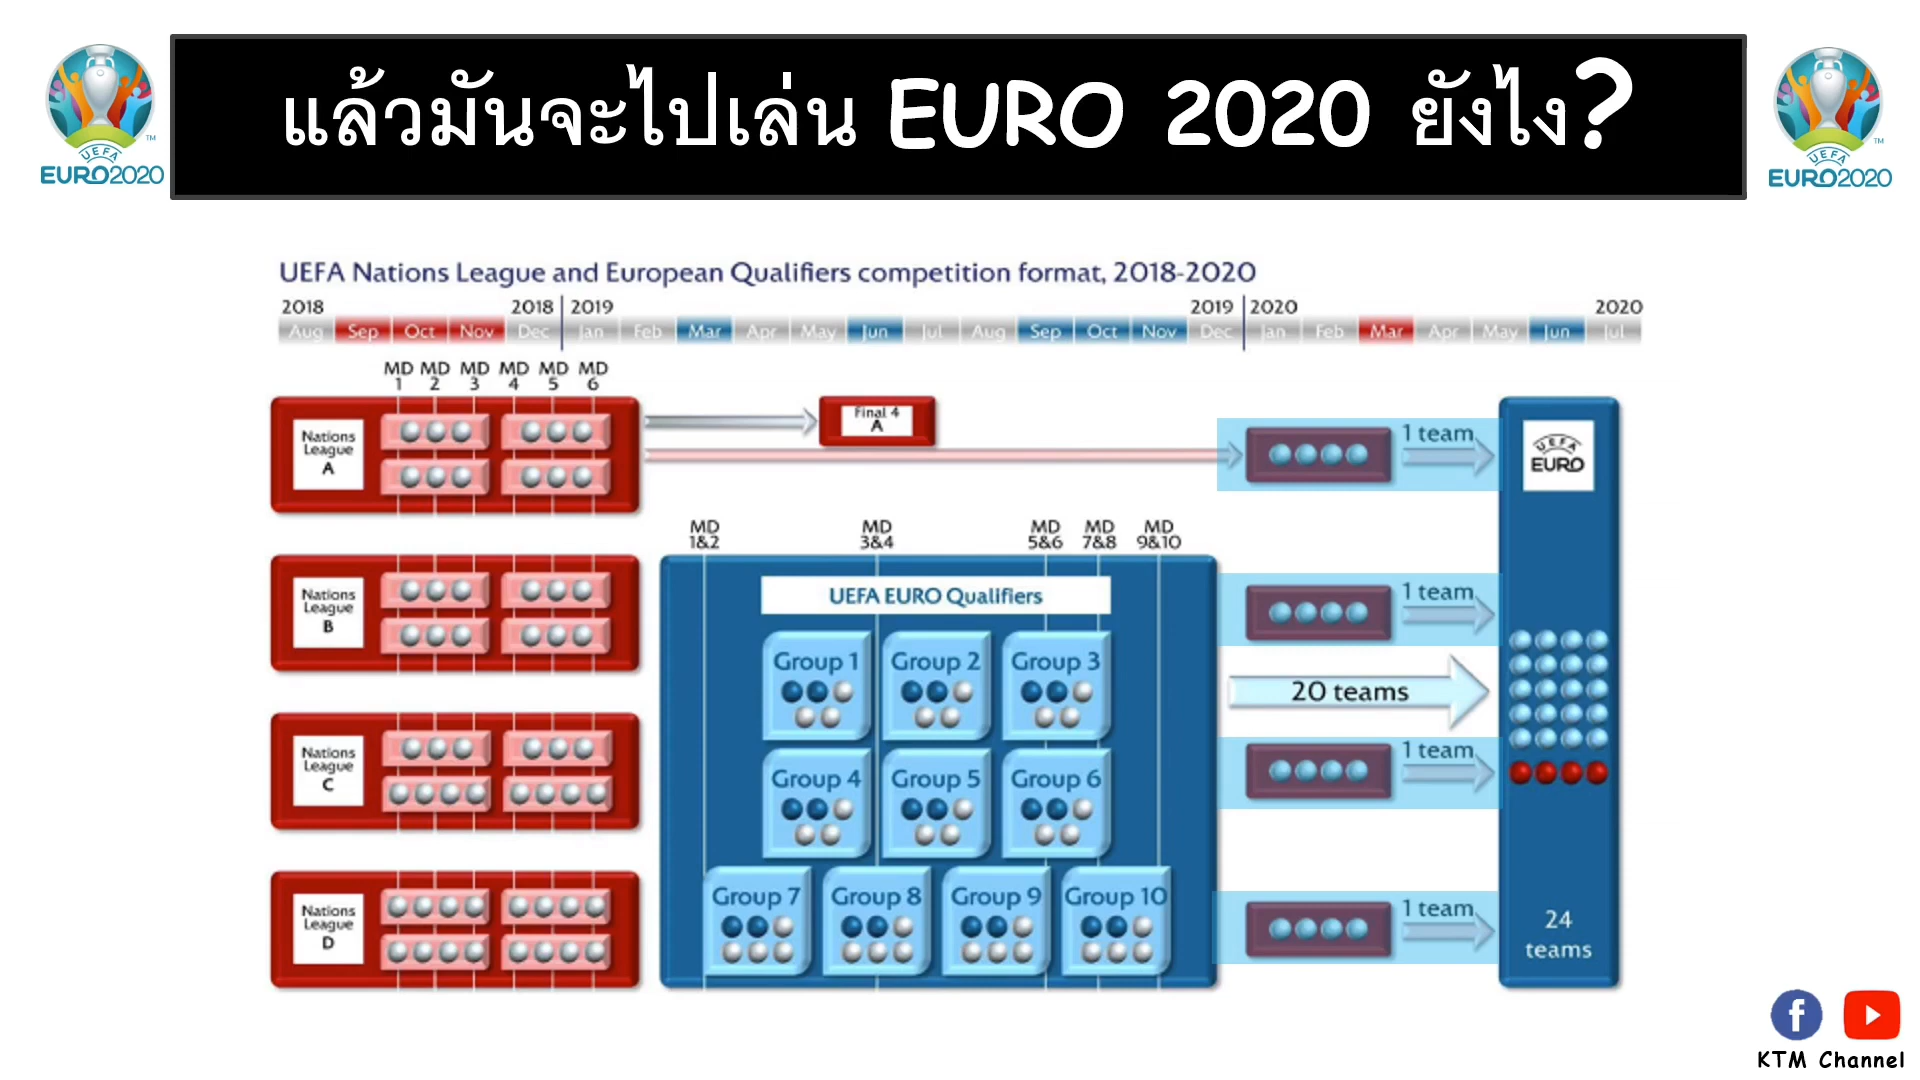 แล้วมันจะไปเล่น EURO 2020 ยังไง?
UEFA
EURO2020
TM
UEFA
EURO2020
TM
UEFA Nations League and European Qualifiers competition format, 2018-2020
2018 2018 2019 2019 2020 2020
Aug Sep Oct Nov Dec Jan Feb Mar Apr May Jun Jul Aug Sep Oct Nov Dec Jan Feb Mar Apr May Jun Jul
MD MD MD MD MD MD
1 2 3 4 5 6
Nations
League
A
Final 4
A
1 team
UEFA
EURO
MD MD MD MD MD
1&2 3&4 5&6 7&8 9&10
Nations
League
B
UEFA EURO Qualifiers
1 team
Group 1 Group 2 Group 3
20 teams
Nations
League
C
Group 4 Group 5 Group 6
1 team
Nations
League
D
Group 7 Group 8 Group 9 Group 10
1 team
24
teams
f
KTM Channel